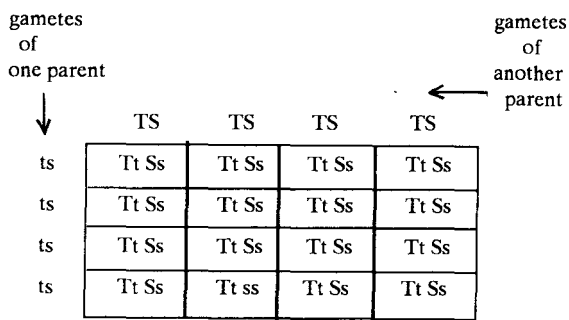 gametes
of
one parent
gametes
of
another
parent
TS TS TS TS
ts Tt Ss Tt Ss Tt Ss Tt Ss
ts Tt Ss Tt Ss Tt Ss Tt Ss
ts Tt Ss Tt Ss Tt Ss Tt Ss
ts Tt Ss Tt ss Tt Ss Tt Ss